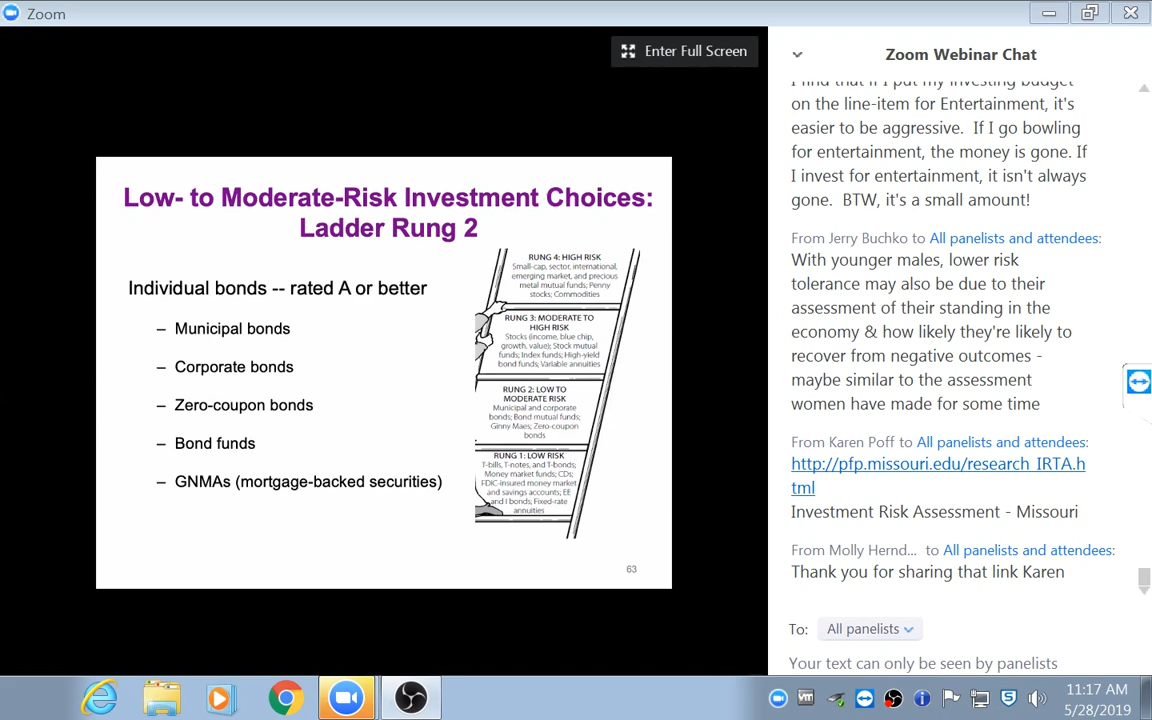 Zoom
Enter Full Screen
Low- to Moderate-Risk Investment Choices:
Ladder Rung 2
Individual bonds -- rated A or better
– Municipal bonds
– Corporate bonds
– Zero-coupon bonds
– Bond funds
– GNMAs (mortgage-backed securities)
RUNG 4: HIGH RISK
Small-cap, sector, international,
emerging market, and precious
metal mutual funds; Penny
stocks; Commodities
RUNG 3: MODERATE TO
HIGH RISK
Stocks (income, blue chip,
growth, value); Stock mutual
funds; Index funds; High-yield
bond funds; Variable annuities
RUNG 2: LOW TO
MODERATE RISK
Municipal and corporate
bonds; Bond mutual funds;
Ginny Maes; Zero-coupon
bonds
RUNG 1: LOW RISK
T-bills, T-notes, and T-bonds;
Money market funds; CDs;
FDIC-insured money market
and savings accounts; EE
and I bonds; Fixed-rate
annuities
63
Zoom Webinar Chat
I find that if I put my investing budget
on the line-item for Entertainment, it's
easier to be aggressive.  If I go bowling
for entertainment, the money is gone. If
I invest for entertainment, it isn't always
gone.  BTW, it's a small amount!
From Jerry Buchko to All panelists and attendees:
With younger males, lower risk
tolerance may also be due to their
assessment of their standing in the
economy & how likely they're likely to
recover from negative outcomes -
maybe similar to the assessment
women have made for some time
From Karen Poff to All panelists and attendees:
http://pfp.missouri.edu/research_IRTA.h
tml
Investment Risk Assessment - Missouri
From Molly Hernd... to All panelists and attendees:
Thank you for sharing that link Karen
To: All panelists
Your text can only be seen by panelists
11:17 AM
5/28/2019